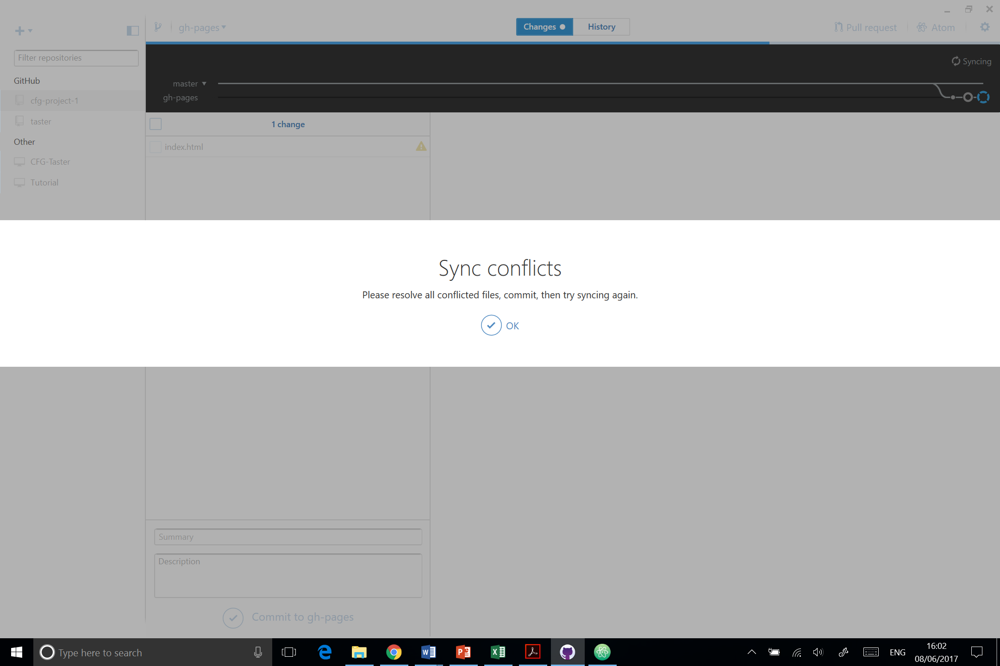 gh-pages
Changes
History
Pull request
Atom
Filter repositories
Syncing
GitHub
master
cfg-project-1
gh-pages
taster
1 change
Other
index.html
CFG-Taster
Tutorial
Sync conflicts
Please resolve all conflicted files, commit, then try syncing again.
OK
Summary
Description
Commit to gh-pages
Type here to search
ENG
16:02
08/06/2017